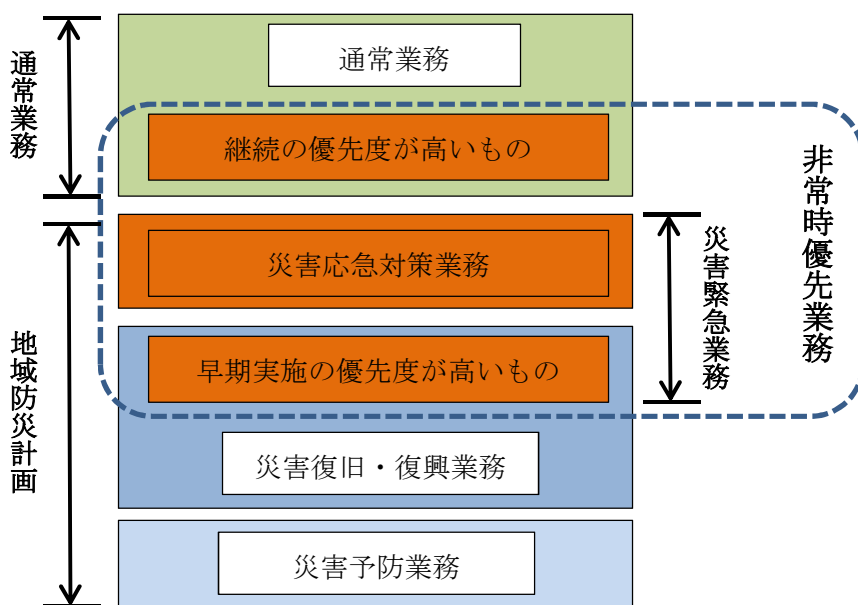 通常業務
通常業務
継続の優先度が高いもの
非常時優先業務
災害応急対策業務
災害緊急業務
地域防災計画
早期実施の優先度が高いもの
災害復旧・復興業務
災害予防業務